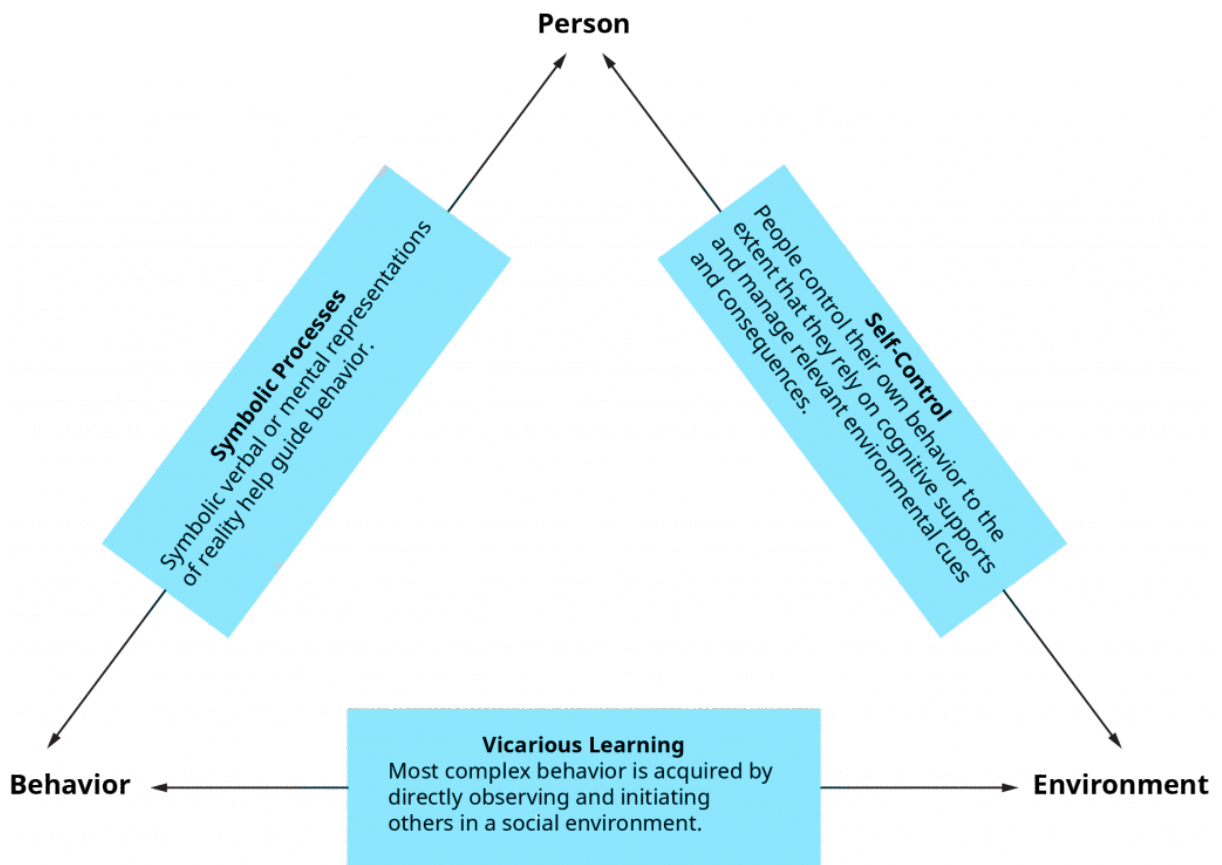 Person
Symbolic Processes
Symbolic verbal or mental representations
of reality help guide behavior.
Self-Control
People control their own behavior to the
extent that they rely on cognitive supports
and manage relevant environmental cues
and consequences.
Vicarious Learning
Most complex behavior is acquired by
directly observing and initiating
others in a social environment.
Behavior
Environment